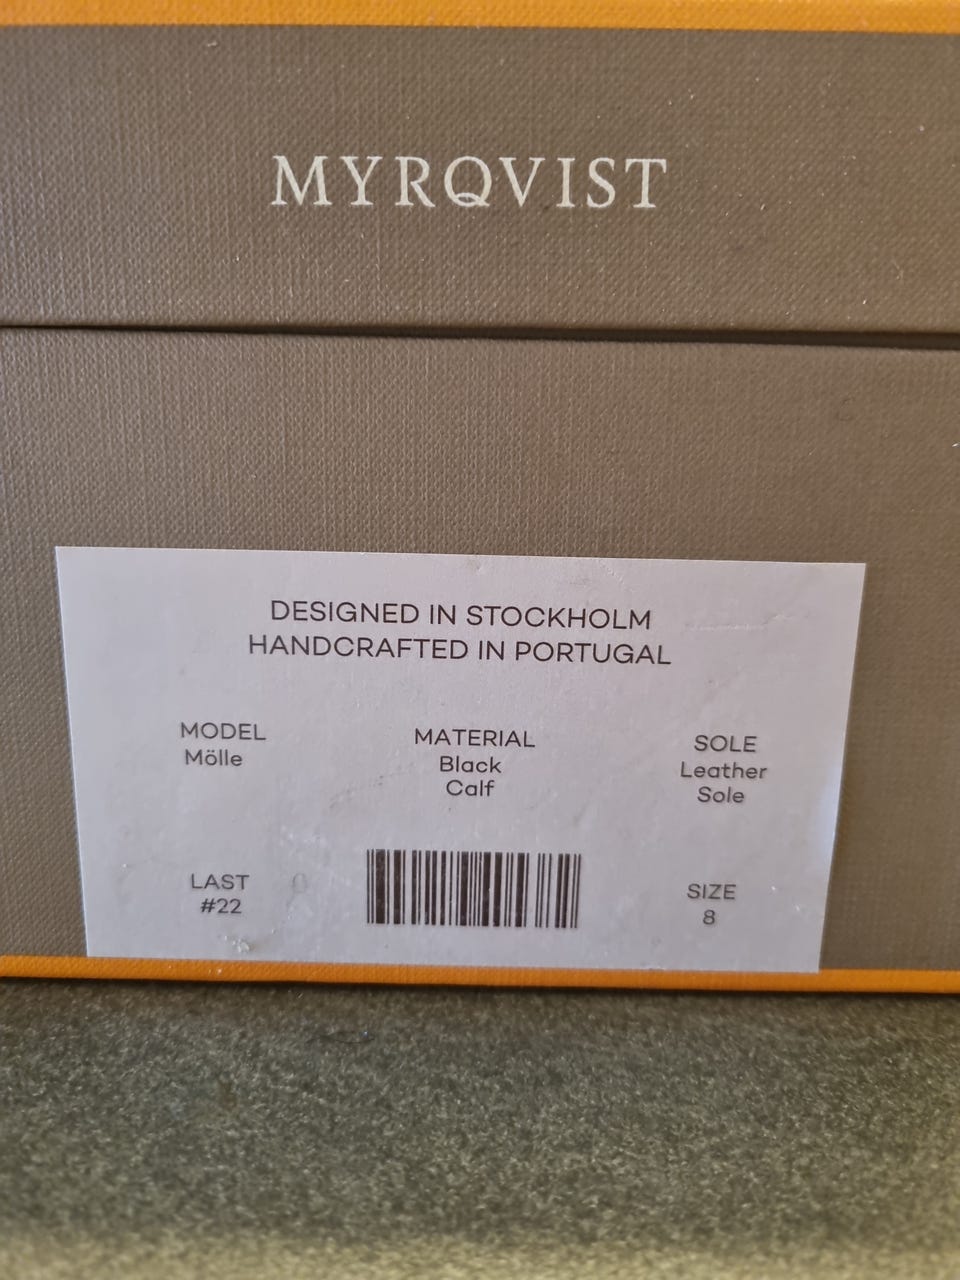 MYRQVIST
DESIGNED IN STOCKHOLM
HANDCRAFTED IN PORTUGAL
MODEL
Mölle
MATERIAL
Black
Calf
SOLE
Leather
Sole
LAST
#22
SIZE
8